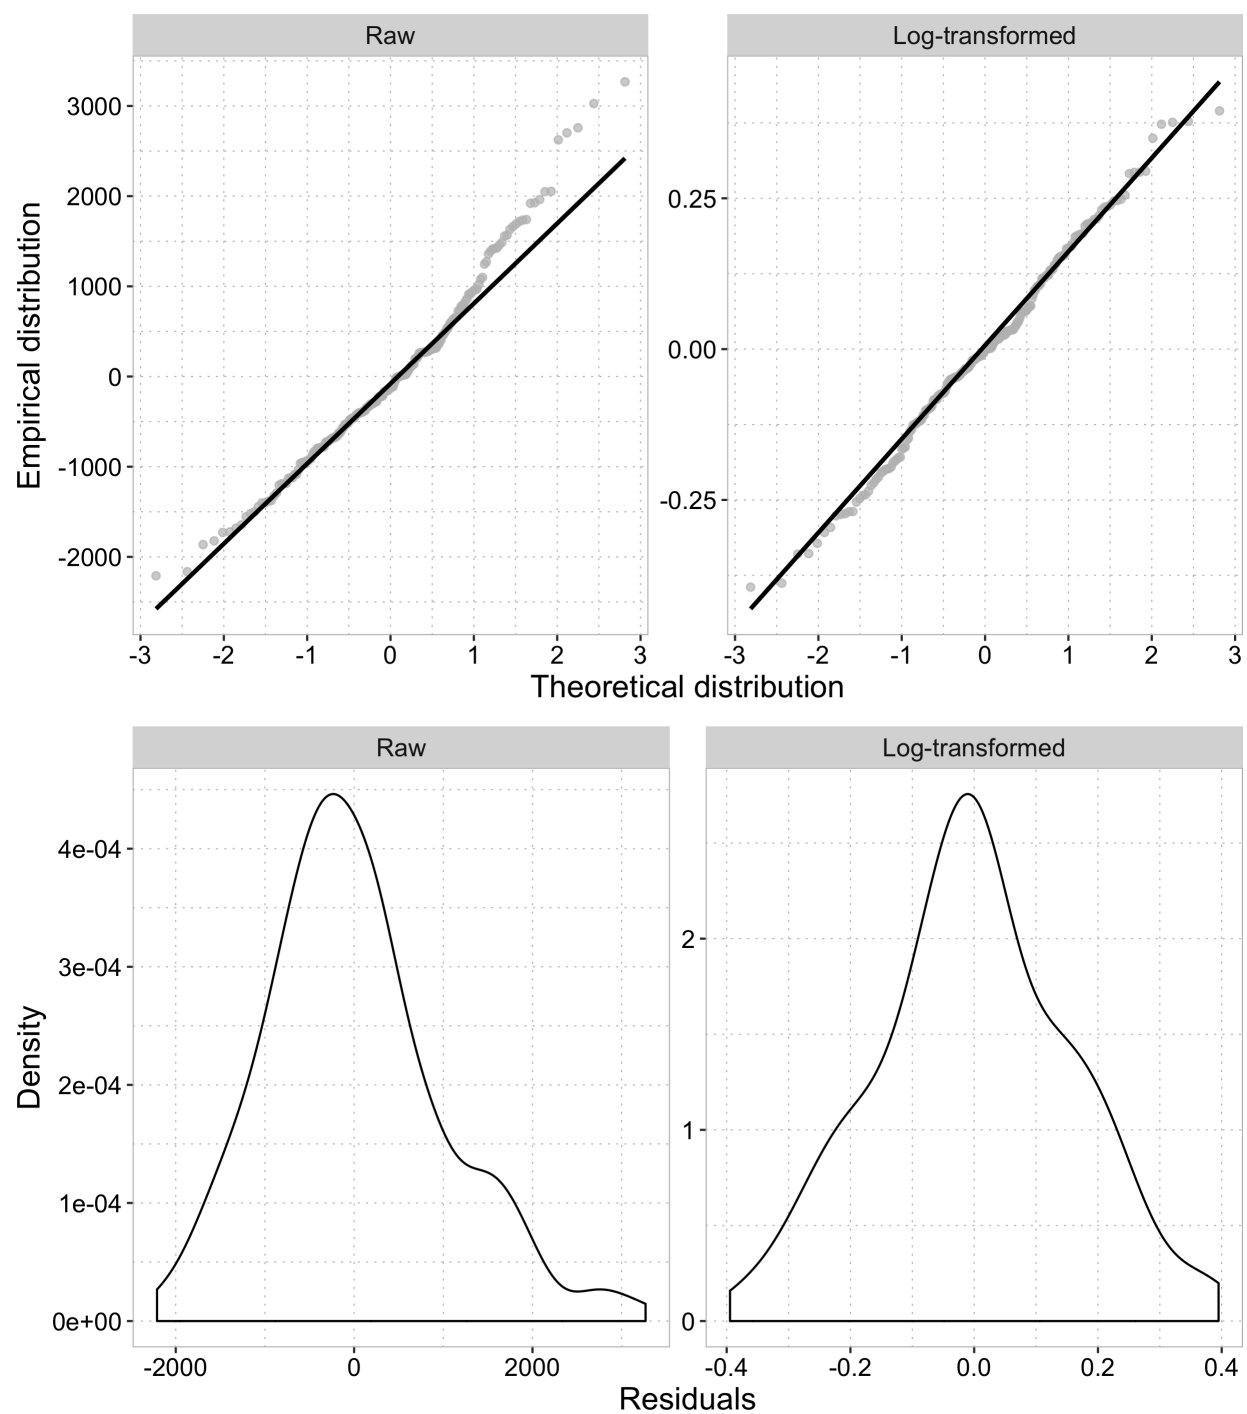 Raw
Log-transformed
Empirical distribution
3000
2000
1000
0
-1000
-2000
0.25
0.00
-0.25
-3 -2 -1 0 1 2 3
-3 -2 -1 0 1 2 3
Theoretical distribution
Raw
Log-transformed
Density
4e-04
3e-04
2e-04
1e-04
0e+00
2
1
0
-2000 0 2000
-0.4 -0.2 0.0 0.2 0.4
Residuals